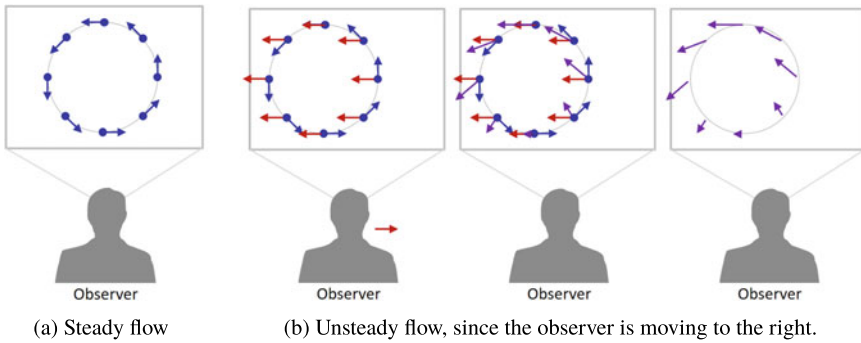 Observer
Observer
Observer
Observer
(a) Steady flow
(b) Unsteady flow, since the observer is moving to the right.